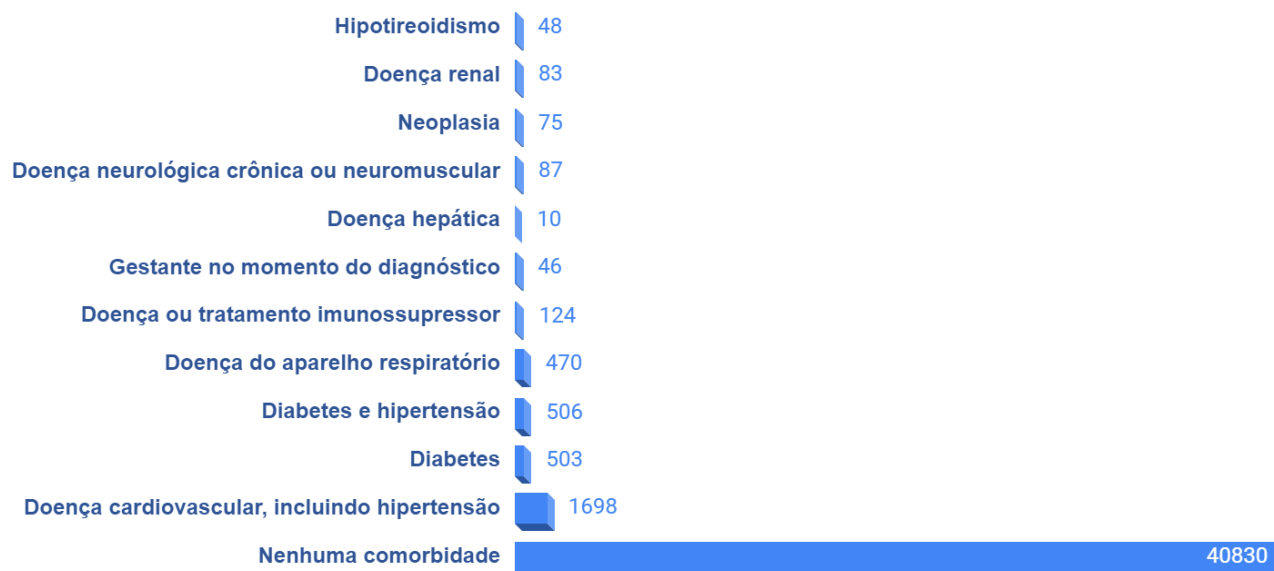 Hipotireoidismo 48
Doença renal 83
Neoplasia 75
Doença neurológica crônica ou neuromuscular 87
Doença hepática 10
Gestante no momento do diagnóstico 46
Doença ou tratamento imunossupressor 124
Doença do aparelho respiratório 470
Diabetes e hipertensão 506
Diabetes 503
Doença cardiovascular, incluindo hipertensão 1698
Nenhuma comorbidade 40830